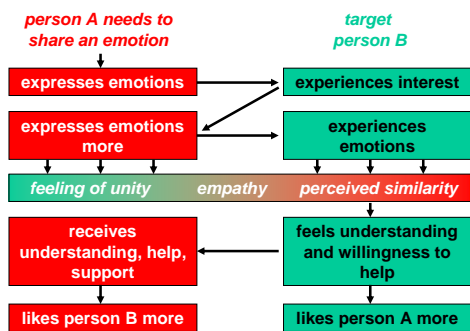 person A needs to
share an emotion
target
person B
expresses emotions
experiences interest
expresses emotions
more
experiences
emotions
feeling of unity empathy perceived similarity
receives
understanding, help,
support
feels understanding
and willingness to
help
likes person B more
likes person A more